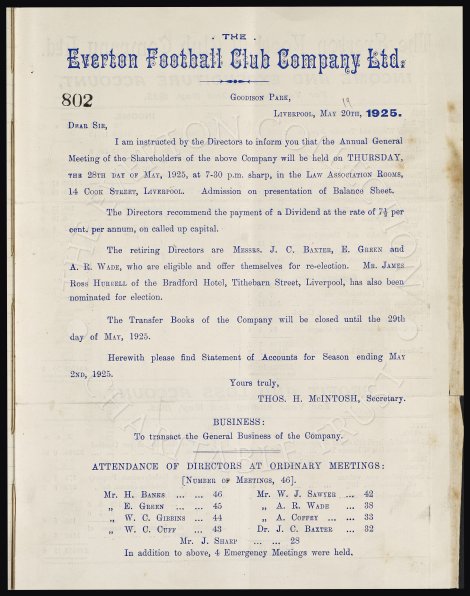 THE
Everton Football Club Company Ltd.
802
GOODISON PARK,
LIVERPOOL, MAY 20TH, 1925.
19
DEAR SIR,
I am instructed by the Directors to inform you that the Annual General
Meeting of the Shareholders of the above Company will be held on THURSDAY,
THE 28TH DAY OF MAY, 1925, at 7-30 p.m. sharp, in the LAW ASSOCIATION ROOMS,
14 COOK STREET, LIVERPOOL. Admission on presentation of Balance Sheet.
The Directors recommend the payment of a Dividend at the rate of 7½ per
cent. per annum, on called up capital.
The retiring Directors are MESSRS. J. C. BAXTER, E. GREEN and
A. R. WADE, who are eligible and offer themselves for re-election. MR. JAMES
ROSS HURSELL of the Bradford Hotel, Tithebarn Street, Liverpool, has also been
nominated for election.
The Transfer Books of the Company will be closed until the 29th
day of MAY, 1925.
Herewith please find Statement of Accounts for Season ending MAY
2ND, 1925.
Yours truly,
THOS. H. McINTOSH, Secretary.
BUSINESS:
To transact the General Business of the Company.
ATTENDANCE OF DIRECTORS AT ORDINARY MEETINGS:
[NUMBER OF MEETINGS, 46].
Mr. H. BANKS ... ... 46 Mr. W. J. SAWYER ... 42
„ E. GREEN ... ... 45 „ A. R. WADE ... 38
„ W. C. GIBBINS ... 44 „ A. COFFEY ... ... 33
„ W. C. CUFF ... 43 Dr. J. C. BAXTER ... 32
Mr. J. SHARP ... ... 28
In addition to above, 4 Emergency Meetings were held.